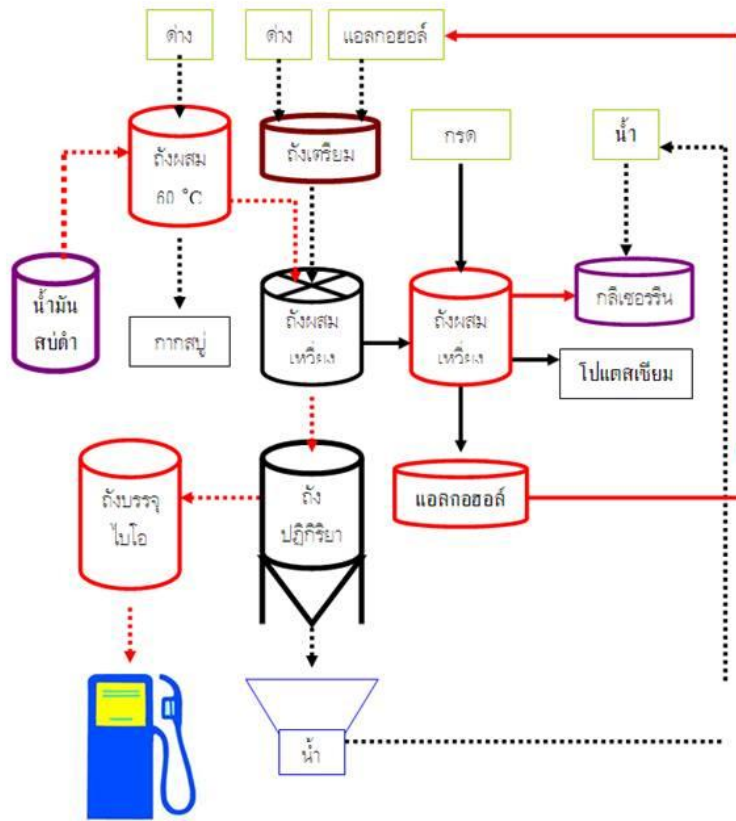 ด่าง
ด่าง
แอลกอฮอล์
ถังผสม
60 °C
ถังเตรียม
กรด
น้ำ
น้ำมัน
สบู่ดำ
กากสบู่
ถังผสม
เหวี่ยง
ถังผสม
เหวี่ยง
กลีเซอรรีน
โปแตสเซียม
ถังบรรจุ
ไบโอ
ถัง
ปฏิกิริยา
แอลกอฮอล์
น้ำ